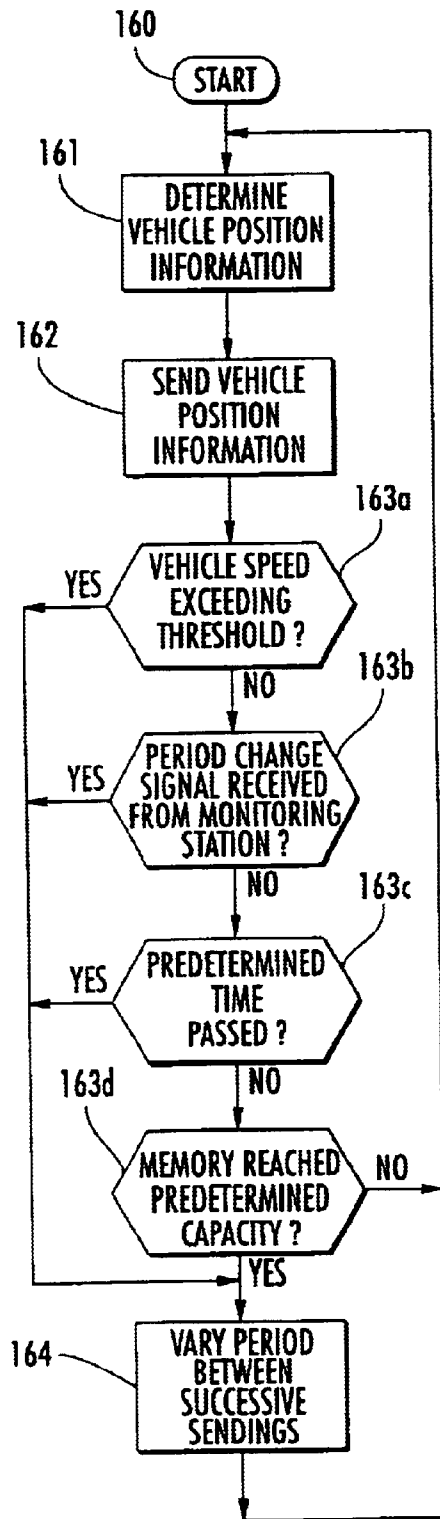 160
START
161
DETERMINE
VEHICLE POSITION
INFORMATION
162
SEND VEHICLE
POSITION
INFORMATION
163a
YES
VEHICLE SPEED
EXCEEDING
THRESHOLD ?
NO
163b
YES
PERIOD CHANGE
SIGNAL RECEIVED
FROM MONITORING
STATION ?
NO
163c
YES
PREDETERMINED
TIME
PASSED ?
NO
163d
MEMORY REACHED
PREDETERMINED
CAPACITY ?
NO
YES
164
VARY PERIOD
BETWEEN
SUCCESSIVE
SENDINGS